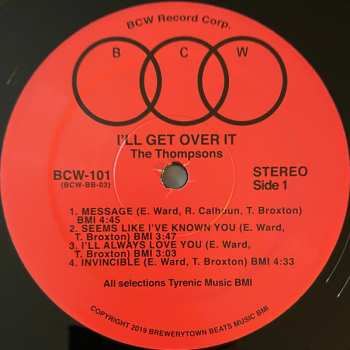 BCW Record Corp.
B C W
I'LL GET OVER IT
The Thompsons
BCW-101 STEREO
(BCW-BB-03) Side 1
1. MESSAGE (E. Ward, R. Calhoun, T. Broxton)
BMI 4:45
2. SEEMS LIKE I'VE KNOWN YOU (E. Ward,
T. Broxton) BMI 3:47
3. I'LL ALWAYS LOVE YOU (E. Ward,
T. Broxton) BMI 3:03
4. INVINCIBLE (E. Ward, T. Broxton) BMI 4:33
All selections Tyrenic Music BMI
COPYRIGHT 2019 BREWERYTOWN BEATS MUSIC BMI